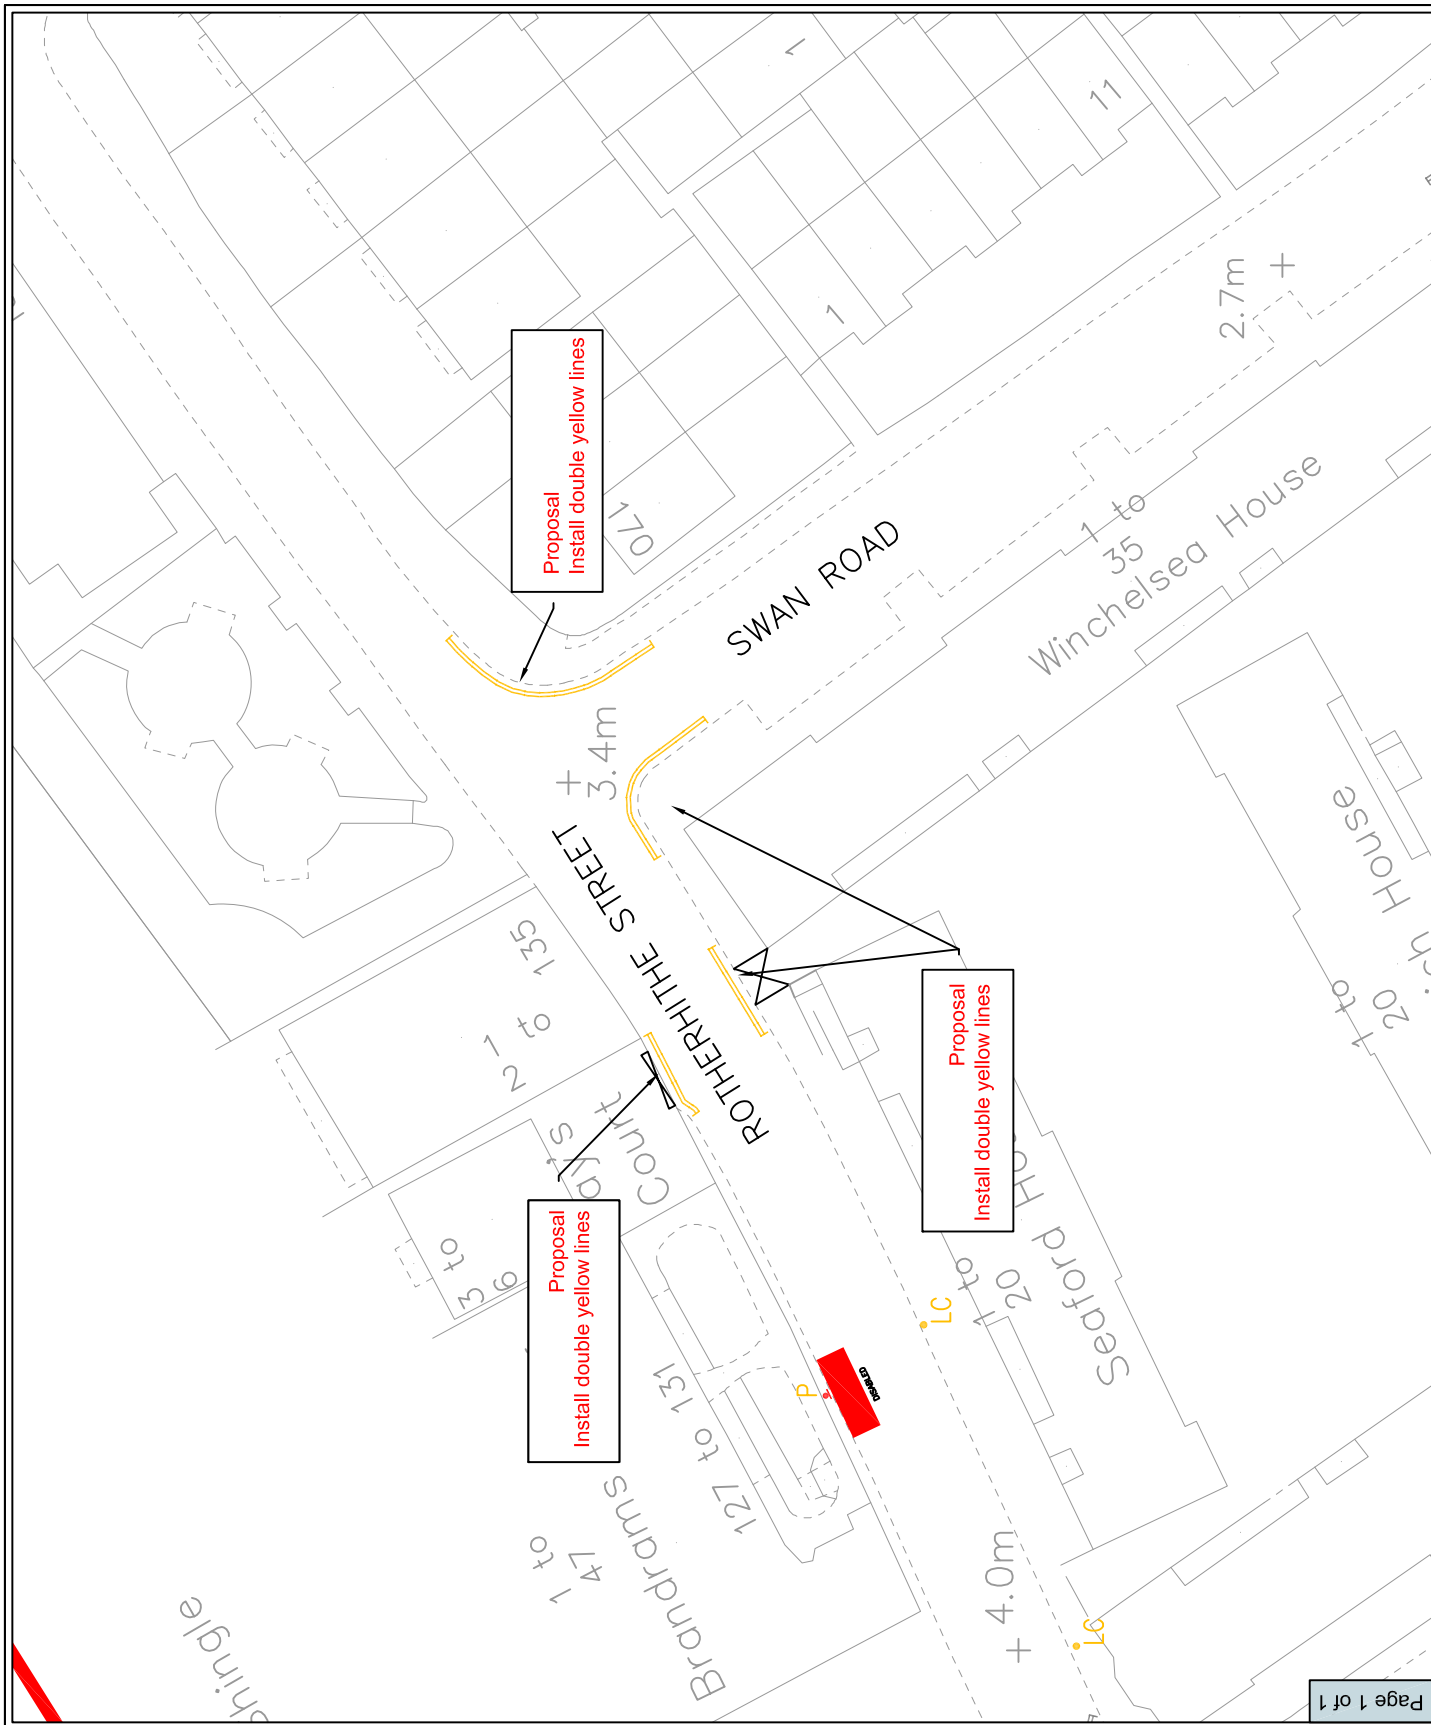 1
11
1
2.7m
Proposal
Install double yellow lines
170
SWAN ROAD
1 to
35
Winchelsea House
3.4m
ROTHERHITHE STREET
135
1 to
2
Court
3 to
6
Proposal
Install double yellow lines
Proposal
Install double yellow lines
1 to
20
House
1 to
20
Seaford
LC
P
DISABLED
127 to 131
1 to
47
Brandrams
4.0m
LC
Page 1 of 1